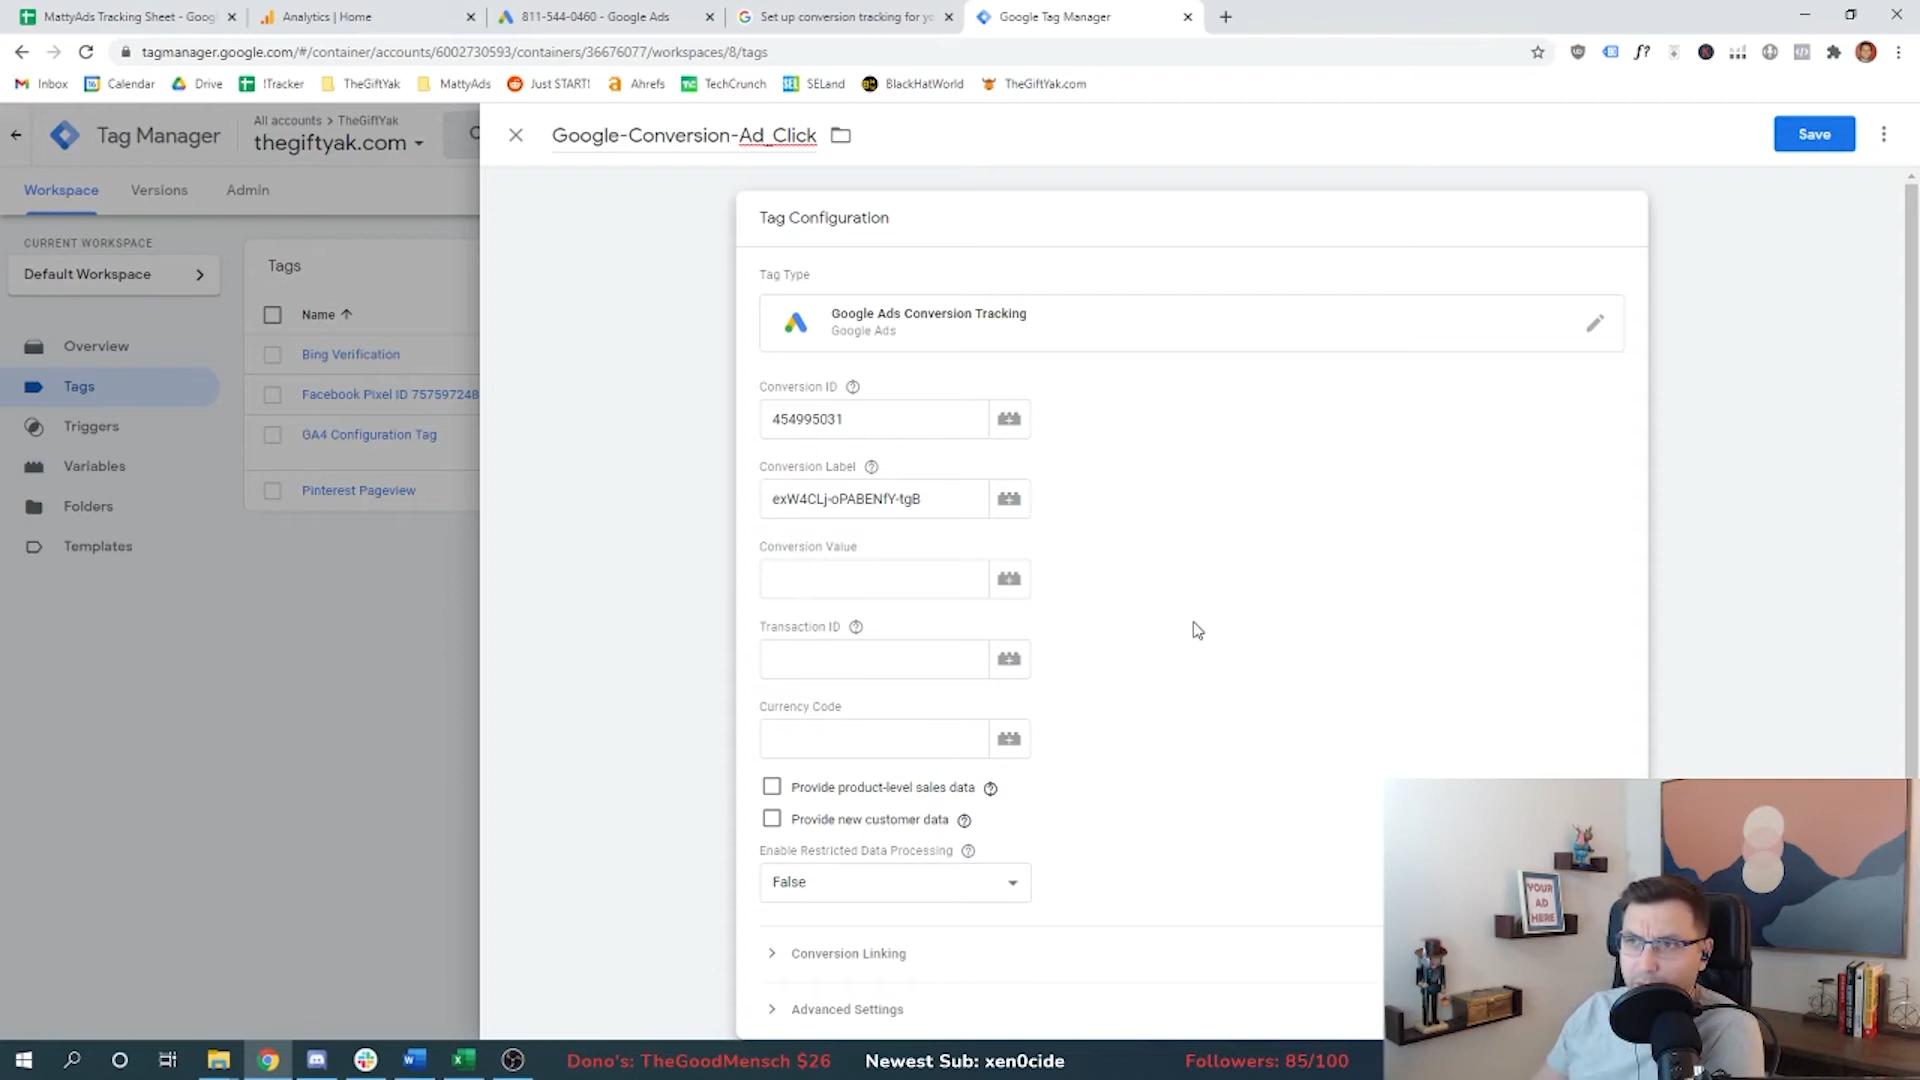 MattyAds Tracking Sheet - Goog
Analytics | Home
811-544-0460 - Google Ads
Set up conversion tracking for yo
Google Tag Manager
tagmanager.google.com/#/container/accounts/6002730593/containers/36676077/workspaces/8/tags
Inbox
Calendar
Drive
!Tracker
TheGiftYak
MattyAds
Just START!
Ahrefs
TechCrunch
SELand
BlackHatWorld
TheGiftYak.com
Tag Manager
All accounts > TheGiftYak
thegiftyak.com
Google-Conversion-Ad_Click
Save
Workspace
Versions
Admin
CURRENT WORKSPACE
Default Workspace
Overview
Tags
Triggers
Variables
Folders
Templates
Tags
Name
Bing Verification
Facebook Pixel ID 757597248
GA4 Configuration Tag
Pinterest Pageview
Tag Configuration
Tag Type
Google Ads Conversion Tracking
Google Ads
Conversion ID
454995031
Conversion Label
exW4CLj-oPABENfY-tgB
Conversion Value
Transaction ID
Currency Code
Provide product-level sales data
Provide new customer data
Enable Restricted Data Processing
False
Conversion Linking
Advanced Settings
YOUR
AD
HERE
Dono's: TheGoodMensch $26
Newest Sub: xen0cide
Followers: 85/100